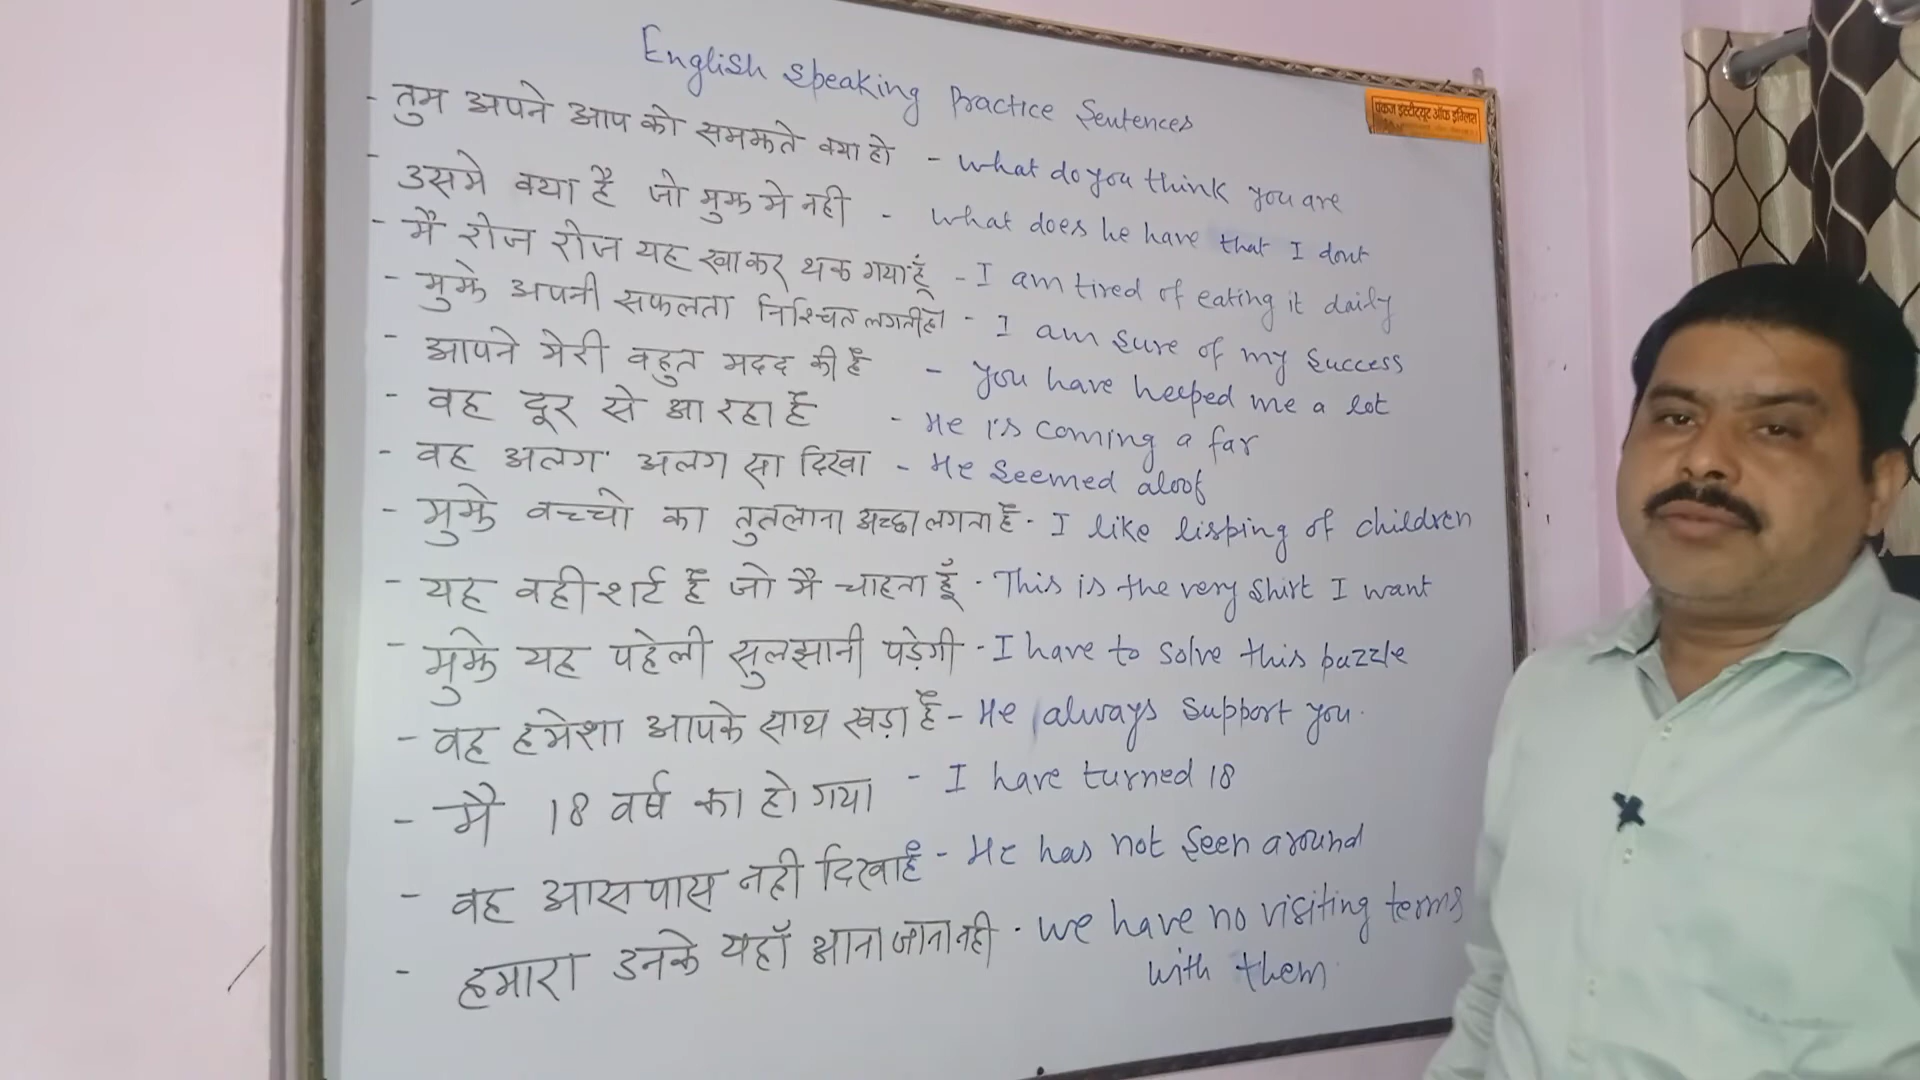 English Speaking Practice Sentences
पंकज इंस्टीट्यूट ऑफ इंग्लिश
- तुम अपने आप को समझते क्या हो - What do you think you are
- उसमे क्या है जो मुझ मे नही - What does he have that I dont
- मै रोज रोज यह खाकर थक गया हूँ - I am tired of eating it daily
- मुझे अपनी सफलता निश्चित लगती है - I am sure of my success
- आपने मेरी बहुत मदद की है - You have helped me a lot
- वह दूर से आ रहा है - He is coming a far
- वह अलग अलग सा दिखा - He seemed aloof
- मुझे बच्चो का तुतलाना अच्छा लगता है - I like lisping of children
- यह वही शर्ट है जो मै चाहता हूँ - This is the very shirt I want
- मुझे यह पहेली सुलझानी पड़ेगी - I have to solve this puzzle
- वह हमेशा आपके साथ खड़ा है - He always support you.
- मै 18 वर्ष का हो गया - I have turned 18
- वह आसपास नही दिखा है - He has not seen around
- हमारा उनके यहाँ आना जाना नही - we have no visiting terms
with them